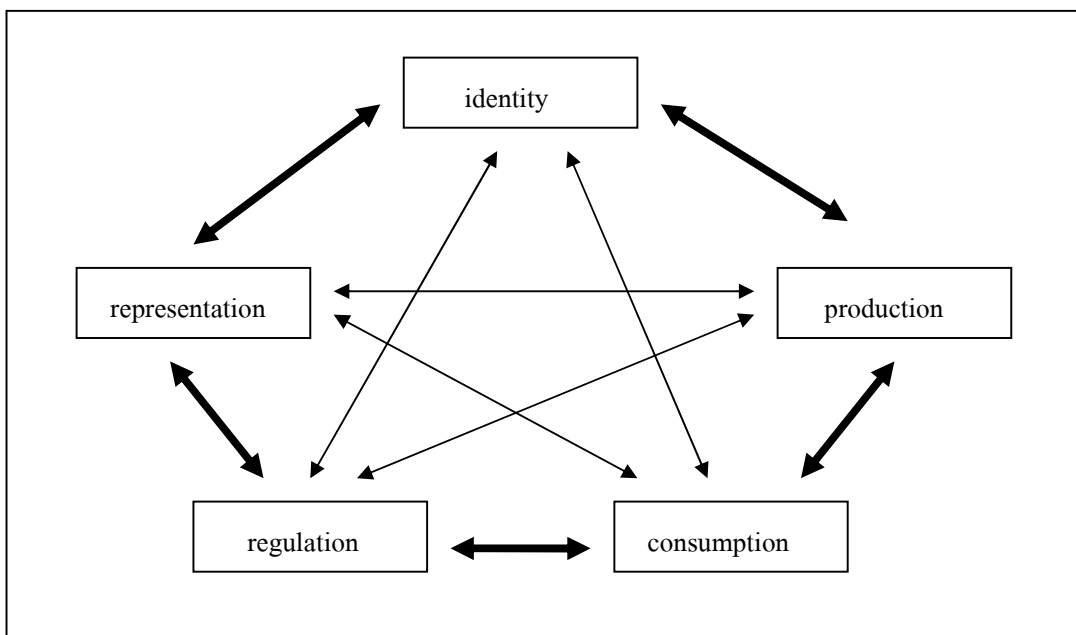 identity
representation
production
regulation
consumption